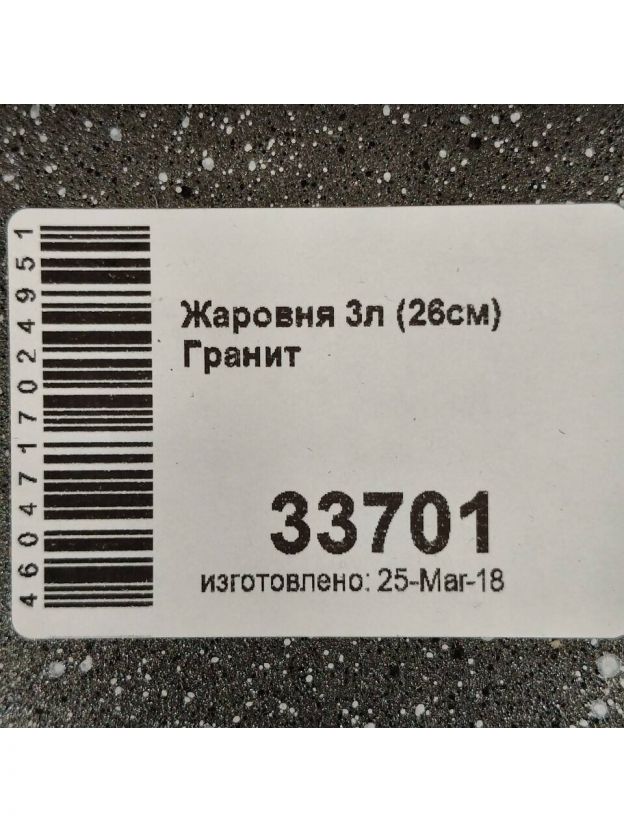 4604717024951
Жаровня 3л (26см)
Гранит
33701
изготовлено: 25-Mar-18